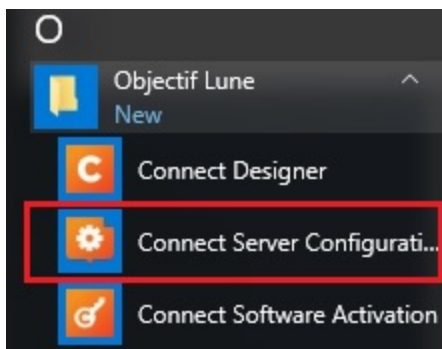 O
Objectif Lune
New
C
Connect Designer
Connect Server Configurati...
Connect Software Activation